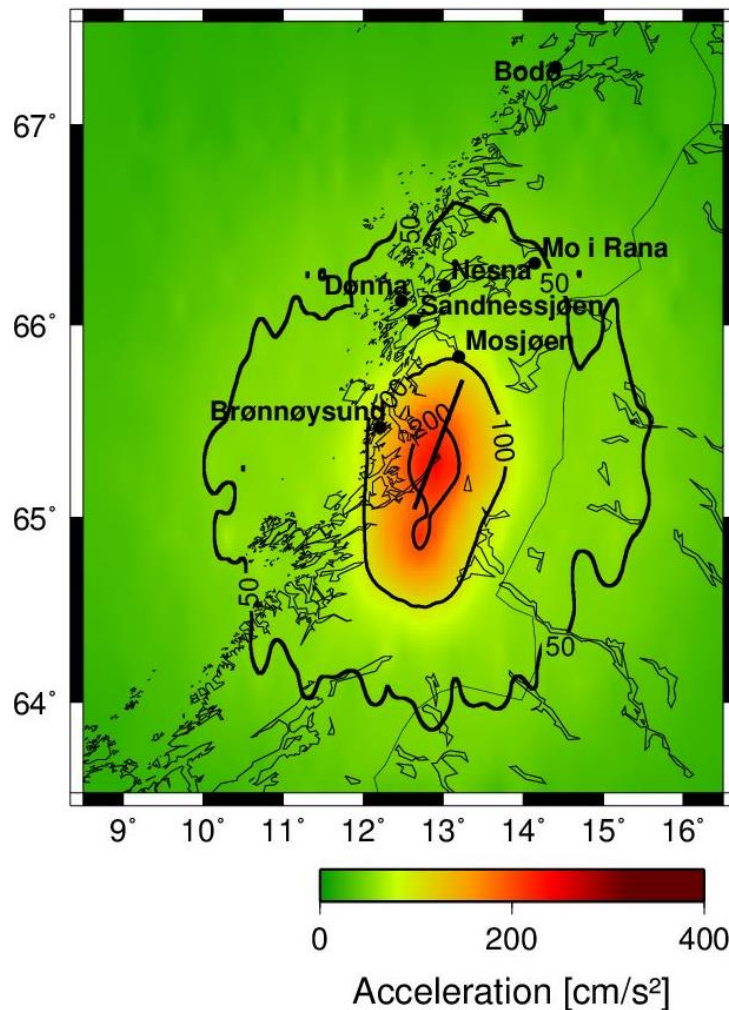 Bodø
67°
50
Mo i Rana
Nesna
50
Dønna
66°
Sandnessjøen
Mosjøen
100
Brønnøysund
200
100
65°
50
50
64°
9° 10° 11° 12° 13° 14° 15° 16°
0 200 400
Acceleration [cm/s²]